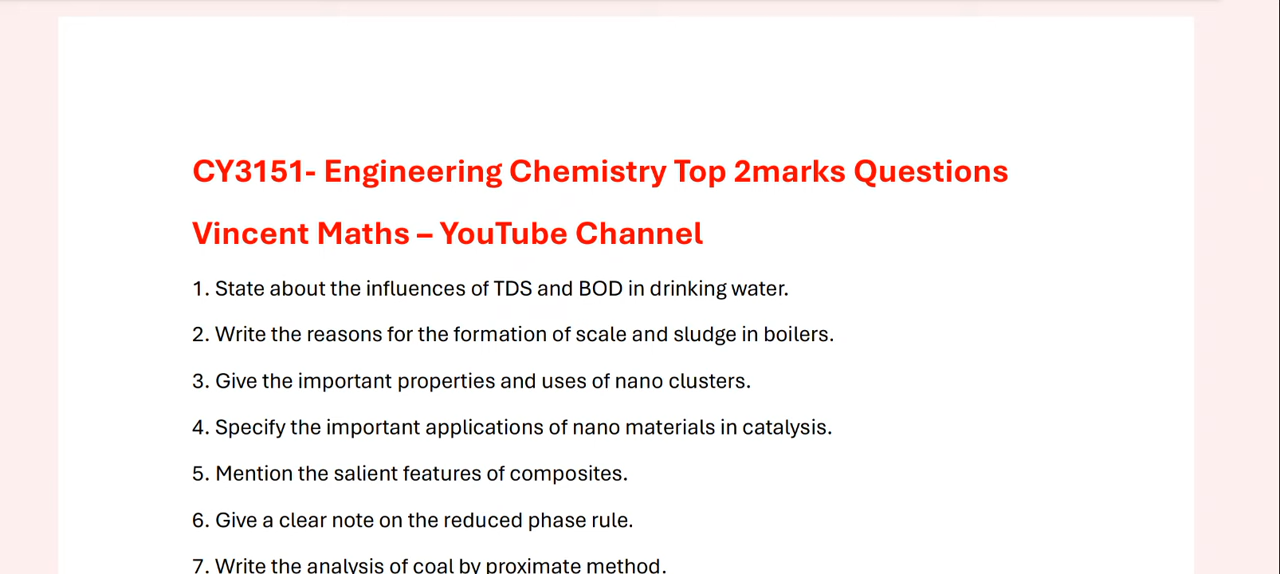 CY3151- Engineering Chemistry Top 2marks Questions
Vincent Maths – YouTube Channel
1. State about the influences of TDS and BOD in drinking water.
2. Write the reasons for the formation of scale and sludge in boilers.
3. Give the important properties and uses of nano clusters.
4. Specify the important applications of nano materials in catalysis.
5. Mention the salient features of composites.
6. Give a clear note on the reduced phase rule.
7. Write the analysis of coal by proximate method.